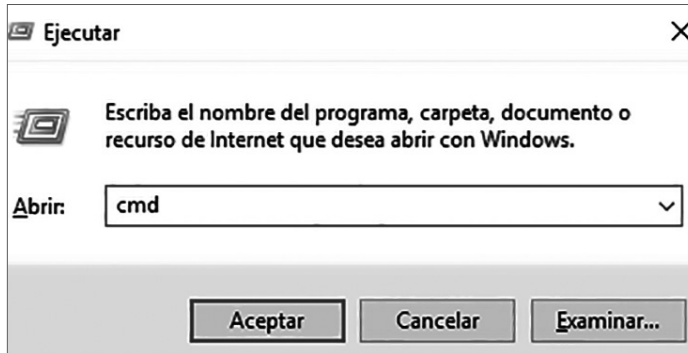 Ejecutar
Escriba el nombre del programa, carpeta, documento o
recurso de Internet que desea abrir con Windows.
Abrir: cmd
Aceptar Cancelar Examinar...